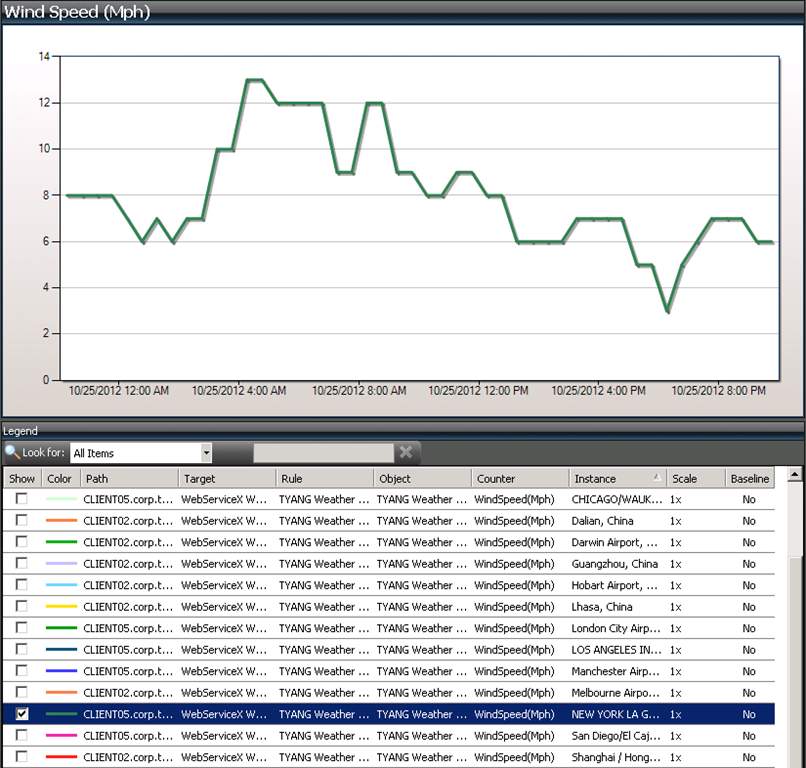 Wind Speed (Mph)
14
12
10
8
6
4
2
0
10/25/2012 12:00 AM 10/25/2012 4:00 AM 10/25/2012 8:00 AM 10/25/2012 12:00 PM 10/25/2012 4:00 PM 10/25/2012 8:00 PM
Legend
Look for: All Items
Show Color Path Target Rule Object Counter Instance Scale Baseline
CLIENT05.corp.t... WebServiceX W... TYANG Weather ... TYANG Weather ... WindSpeed(Mph) CHICAGO/WAUK... 1x No
CLIENT02.corp.t... WebServiceX W... TYANG Weather ... TYANG Weather ... WindSpeed(Mph) Dalian, China 1x No
CLIENT02.corp.t... WebServiceX W... TYANG Weather ... TYANG Weather ... WindSpeed(Mph) Darwin Airport, ... 1x No
CLIENT02.corp.t... WebServiceX W... TYANG Weather ... TYANG Weather ... WindSpeed(Mph) Guangzhou, China 1x No
CLIENT02.corp.t... WebServiceX W... TYANG Weather ... TYANG Weather ... WindSpeed(Mph) Hobart Airport, ... 1x No
CLIENT02.corp.t... WebServiceX W... TYANG Weather ... TYANG Weather ... WindSpeed(Mph) Lhasa, China 1x No
CLIENT05.corp.t... WebServiceX W... TYANG Weather ... TYANG Weather ... WindSpeed(Mph) London City Airp... 1x No
CLIENT05.corp.t... WebServiceX W... TYANG Weather ... TYANG Weather ... WindSpeed(Mph) LOS ANGELES IN... 1x No
CLIENT05.corp.t... WebServiceX W... TYANG Weather ... TYANG Weather ... WindSpeed(Mph) Manchester Airp... 1x No
CLIENT02.corp.t... WebServiceX W... TYANG Weather ... TYANG Weather ... WindSpeed(Mph) Melbourne Airpo... 1x No
CLIENT05.corp.t... WebServiceX W... TYANG Weather ... TYANG Weather ... WindSpeed(Mph) NEW YORK LA G... 1x No
CLIENT05.corp.t... WebServiceX W... TYANG Weather ... TYANG Weather ... WindSpeed(Mph) San Diego/El Caj... 1x No
CLIENT02.corp.t... WebServiceX W... TYANG Weather ... TYANG Weather ... WindSpeed(Mph) Shanghai / Hong... 1x No